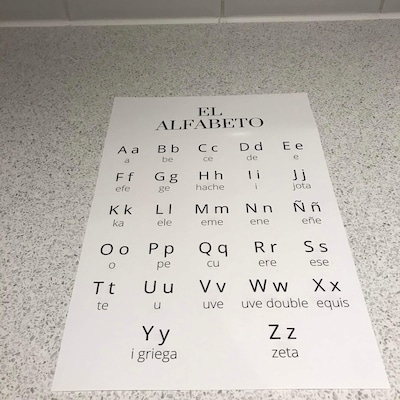 EL
ALFABETO
Aa Bb Cc Dd Ee
a be ce de e
Ff Gg Hh Ii Jj
efe ge hache i jota
Kk Ll Mm Nn Ññ
ka ele eme ene eñe
Oo Pp Qq Rr Ss
o pe cu ere ese
Tt Uu Vv Ww Xx
te u uve uve double equis
Yy Zz
i griega zeta